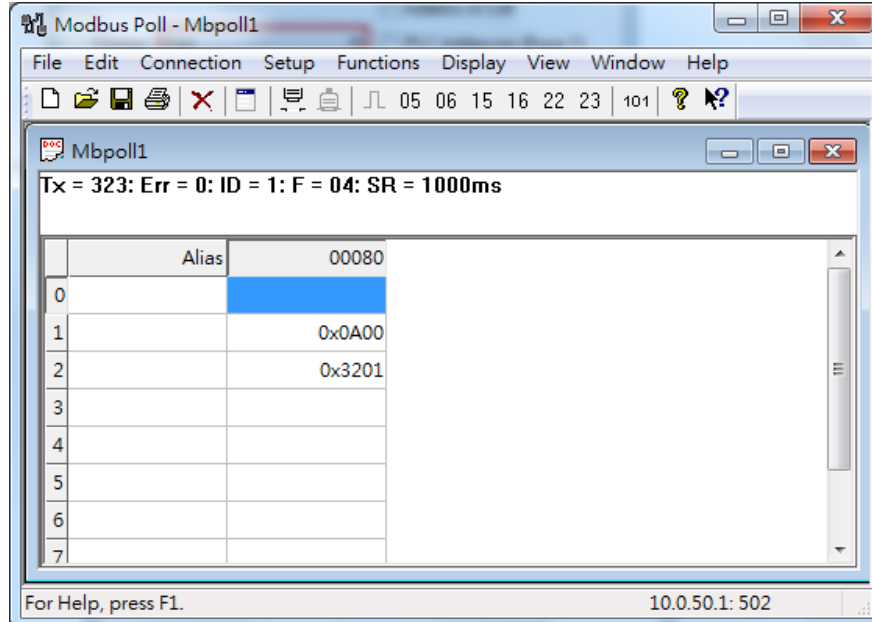 Modbus Poll - Mbpoll1
File Edit Connection Setup Functions Display View Window Help
05 06 15 16 22 23 101
Mbpoll1
Tx = 323: Err = 0: ID = 1: F = 04: SR = 1000ms
Alias 00080
0
1 0x0A00
2 0x3201
3
4
5
6
7
For Help, press F1. 10.0.50.1: 502